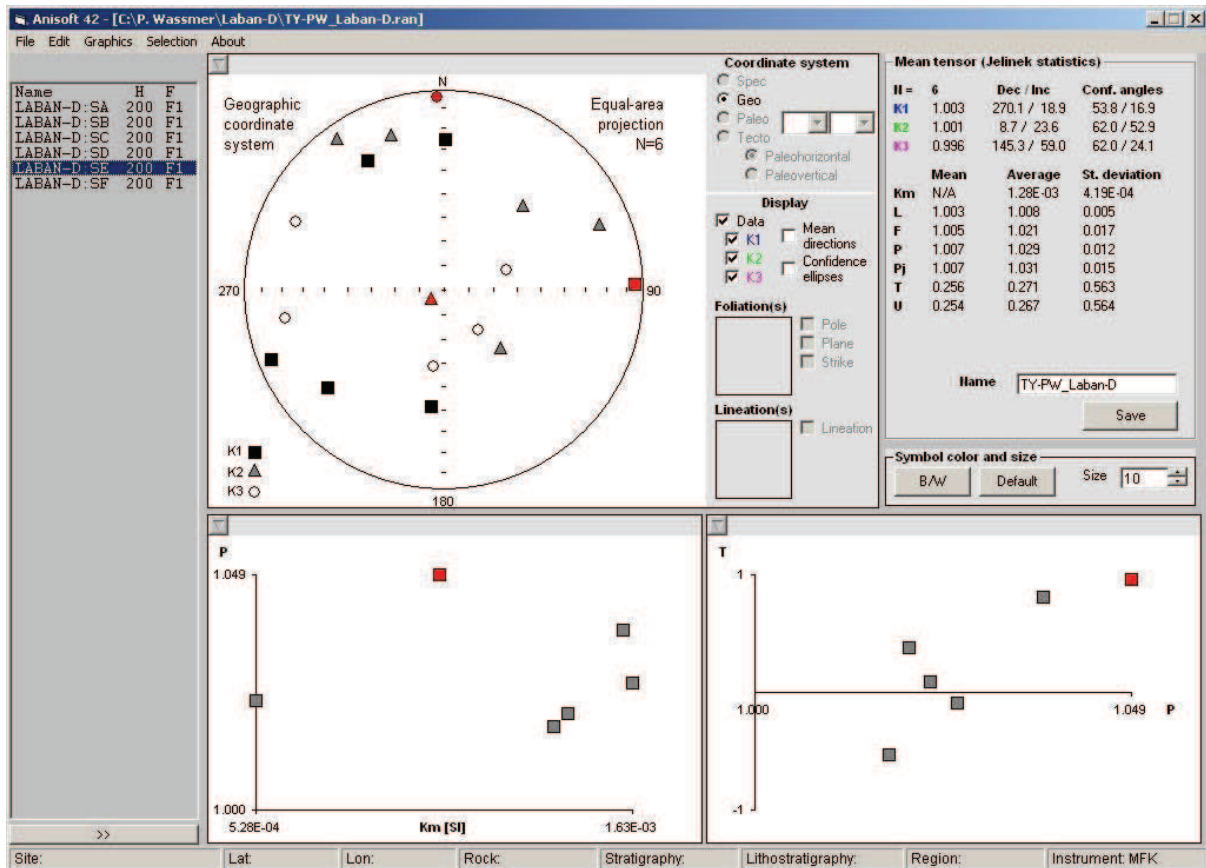 Anisoft 42 - [C:\P. Wassmer\Laban-D\TY-PW_Laban-D.ran]
File Edit Graphics Selection About
Name H F
LABAN-D:SA 200 F1
LABAN-D:SB 200 F1
LABAN-D:SC 200 F1
LABAN-D:SD 200 F1
LABAN-D:SE 200 F1
LABAN-D:SF 200 F1
>>
Geographic
coordinate
system
N
Equal-area
projection
N=6
270
90
180
K1
K2
K3
Coordinate system
Spec
Geo
Paleo
Tecto
Paleohorizontal
Paleovertical
Display
Data
K1
K2
K3
Mean
directions
Confidence
ellipses
Foliation(s)
Pole
Plane
Strike
Lineation(s)
Lineation
Mean tensor (Jelinek statistics)
N = 6 Dec / Inc Conf. angles
K1 1.003 270.1 / 18.9 53.8 / 16.9
K2 1.001 8.7 / 23.6 62.0 / 52.9
K3 0.996 145.3 / 59.0 62.0 / 24.1
Mean Average St. deviation
Km N/A 1.28E-03 4.19E-04
L 1.003 1.008 0.005
F 1.005 1.021 0.017
P 1.007 1.029 0.012
Pj 1.007 1.031 0.015
T 0.256 0.271 0.563
U 0.254 0.267 0.564
Name TY-PW_Laban-D
Save
Symbol color and size
B/W Default Size 10
P
1.049
1.000
5.28E-04 Km [SI] 1.63E-03
T
1
1.000 1.049 P
-1
Site: Lat: Lon: Rock: Stratigraphy: Lithostratigraphy: Region: Instrument: MFK